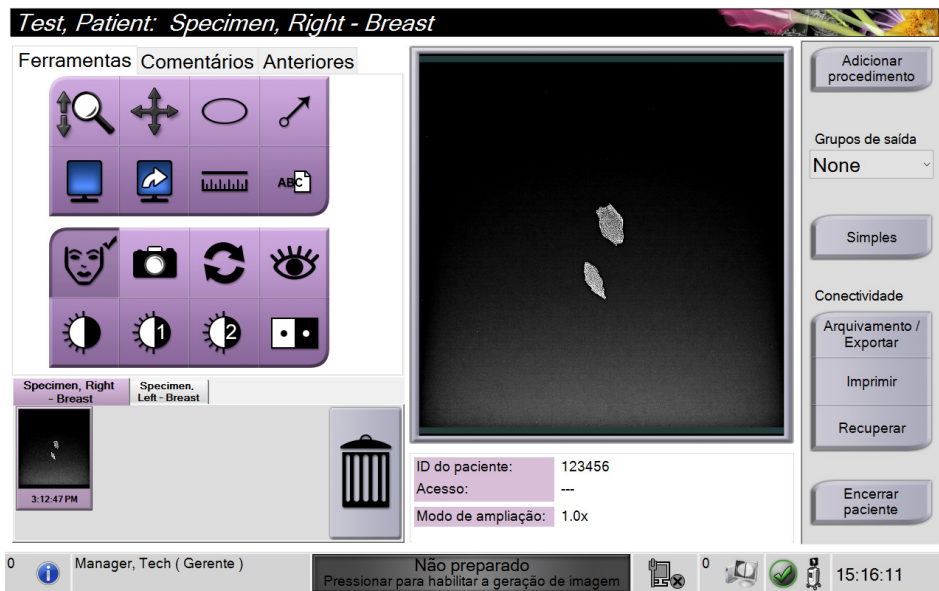 Test, Patient: Specimen, Right - Breast
Ferramentas Comentários Anteriores
ABC
1
2
Specimen, Right
- Breast
Specimen,
Left - Breast
3:12:47 PM
ID do paciente: 123456
Acesso: ---
Modo de ampliação: 1.0x
Adicionar
procedimento
Grupos de saída
None
Simples
Conectividade
Arquivamento /
Exportar
Imprimir
Recuperar
Encerrar
paciente
0
Manager, Tech ( Gerente )
Não preparado
Pressionar para habilitar a geração de imagem
0
15:16:11